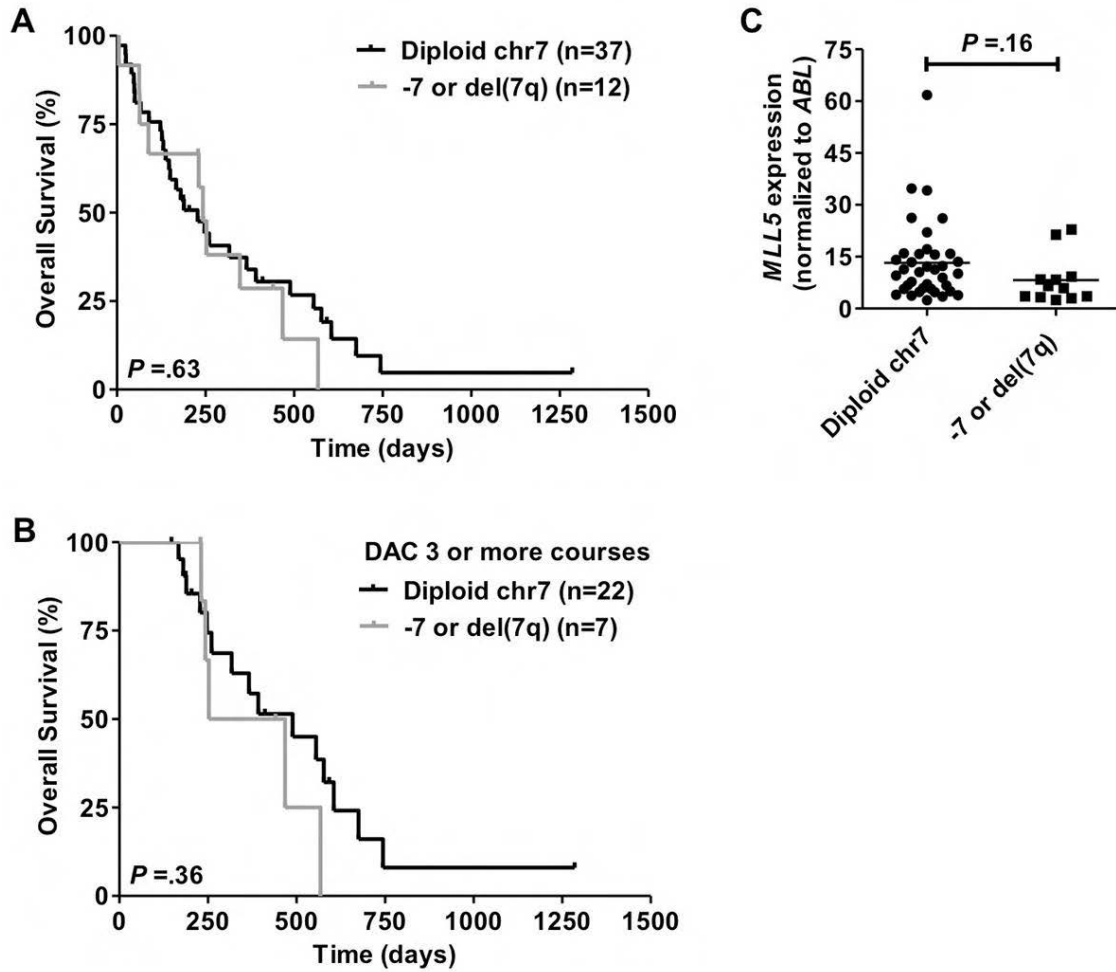 A
100
75
50
25
0
Overall Survival (%)
Diploid chr7 (n=37)
-7 or del(7q) (n=12)
P =.63
0 250 500 750 1000 1250 1500
Time (days)
C
P =.16
75
60
45
30
15
0
MLL5 expression
(normalized to ABL)
Diploid chr7
-7 or del(7q)
B
100
75
50
25
0
Overall Survival (%)
DAC 3 or more courses
Diploid chr7 (n=22)
-7 or del(7q) (n=7)
P =.36
0 250 500 750 1000 1250 1500
Time (days)